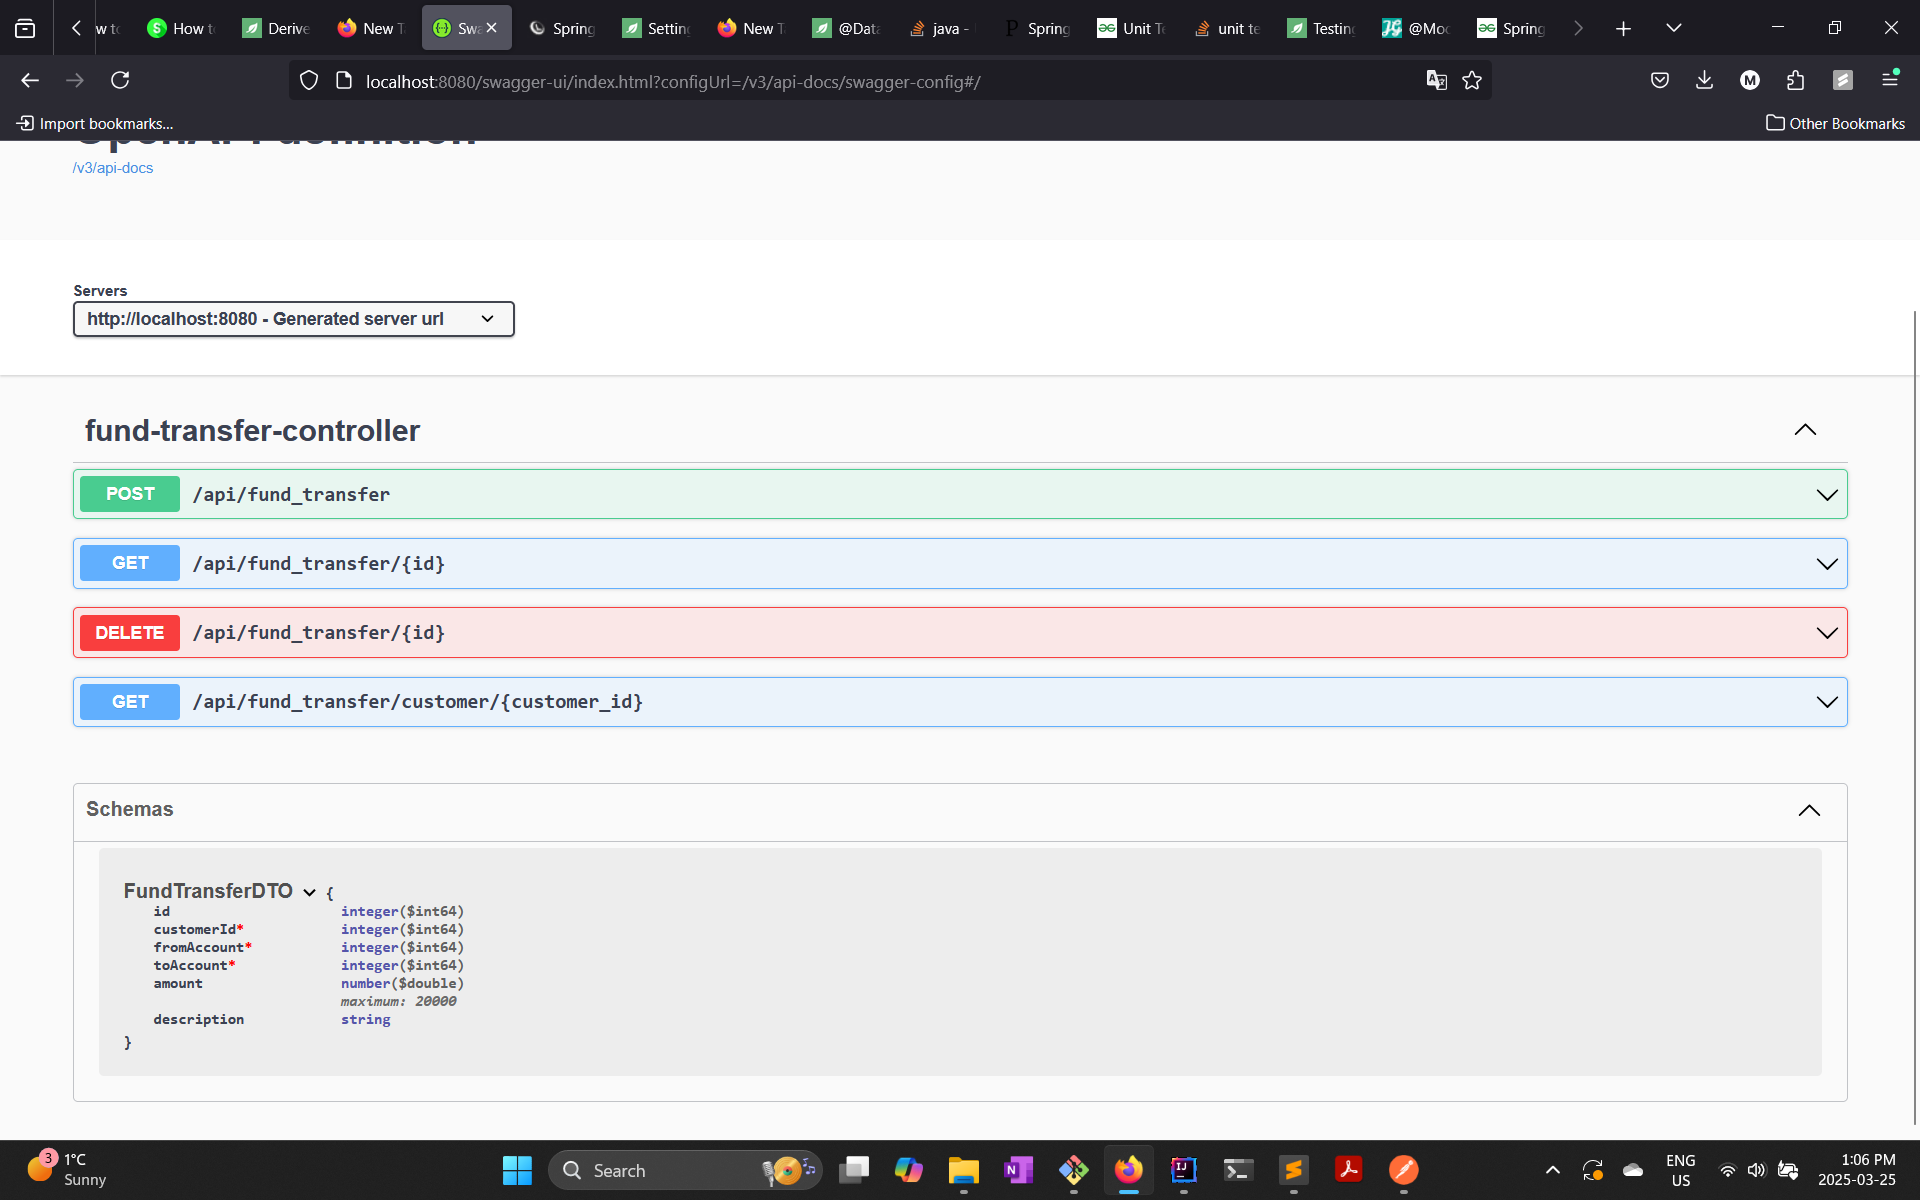 w to
How to
Derive
New T
Swa
Spring
Setting
New T
@Data
java -
Spring
Unit Te
unit te
Testing
@Moc
Spring
localhost:8080/swagger-ui/index.html?configUrl=/v3/api-docs/swagger-config#/
M
Import bookmarks...
Other Bookmarks
OpenAPI definition
/v3/api-docs
Servers
http://localhost:8080 - Generated server url
fund-transfer-controller
POST /api/fund_transfer
GET /api/fund_transfer/{id}
DELETE /api/fund_transfer/{id}
GET /api/fund_transfer/customer/{customer_id}
Schemas
FundTransferDTO {
id integer($int64)
customerId* integer($int64)
fromAccount* integer($int64)
toAccount* integer($int64)
amount number($double)
maximum: 20000
description string
}
3
1°C
Sunny
Search
ENG
US
1:06 PM
2025-03-25